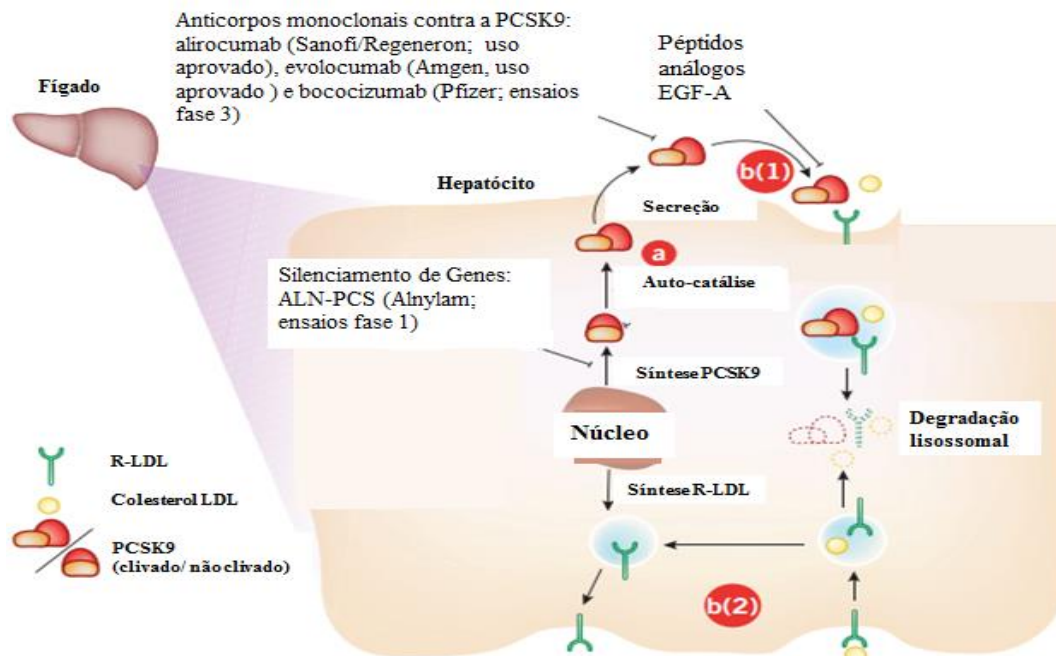 Anticorpos monoclonais contra a PCSK9:
alirocumab (Sanofi/Regeneron; uso
aprovado), evolocumab (Amgen, uso
aprovado ) e bococizumab (Pfizer; ensaios
fase 3)
Péptidos
análogos
EGF-A
Fígado
b(1)
Hepatócito
Secreção
a
Auto-catálise
Silenciamento de Genes:
ALN-PCS (Alnylam;
ensaios fase 1)
Síntese PCSK9
Núcleo
Degradação
lisossomal
Síntese R-LDL
R-LDL
Colesterol LDL
PCSK9
(clivado/ não clivado)
b(2)